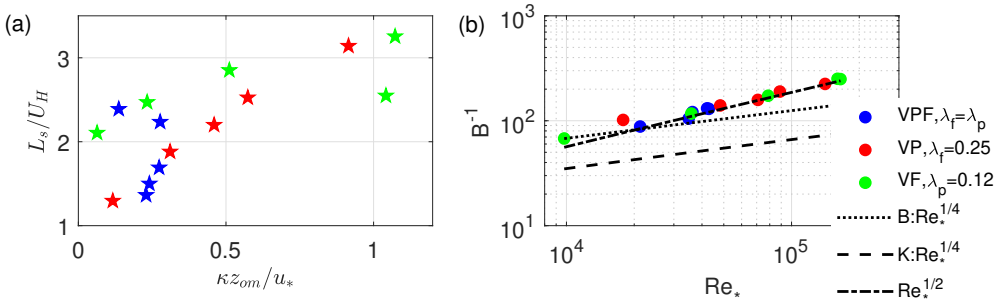 (a)
3
2
1
L_s/U_H
0
0.5
1
κz_{om}/u_*
(b)
10^3
10^2
10^1
B^{-1}
10^4
10^5
Re_*
VPF,λ_f=λ_p
VP,λ_f=0.25
VF,λ_p=0.12
B:Re_*^{1/4}
K:Re_*^{1/4}
Re_*^{1/2}